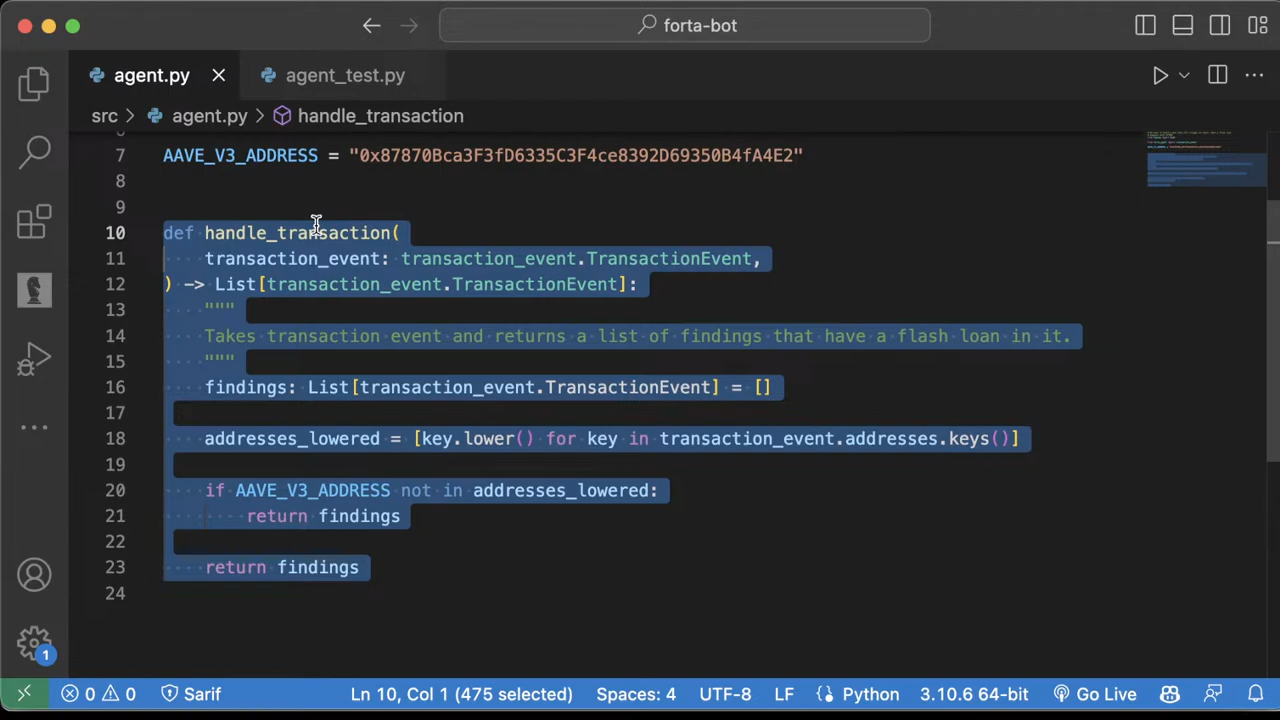 forta-bot
agent.py
agent_test.py
src > agent.py > handle_transaction
7 AAVE_V3_ADDRESS = "0x87870Bca3F3fD6335C3F4ce8392D69350B4fA4E2"
8
9
10 def handle_transaction(
11 transaction_event: transaction_event.TransactionEvent,
12 ) -> List[transaction_event.TransactionEvent]:
13 """
14 Takes transaction event and returns a list of findings that have a flash loan in it.
15 """
16 findings: List[transaction_event.TransactionEvent] = []
17
18 addresses_lowered = [key.lower() for key in transaction_event.addresses.keys()]
19
20 if AAVE_V3_ADDRESS not in addresses_lowered:
21 return findings
22
23 return findings
24
1
0 0 Sarif Ln 10, Col 1 (475 selected) Spaces: 4 UTF-8 LF Python 3.10.6 64-bit Go Live